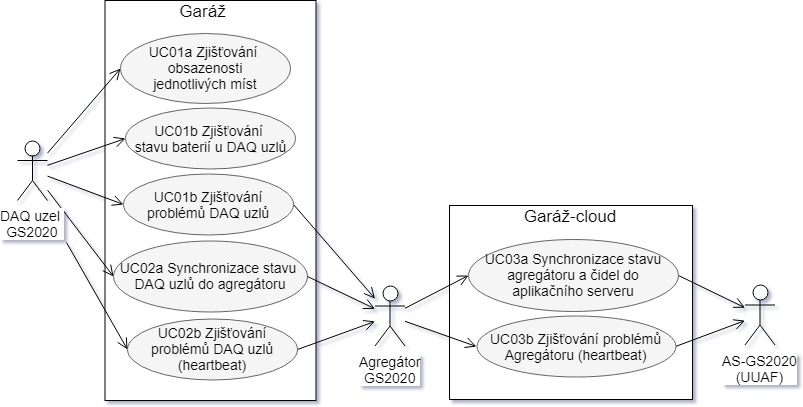 Garáž
UC01a Zjišťování
obsazenosti
jednotlivých míst
UC01b Zjišťování
stavu baterií u DAQ uzlů
UC01b Zjišťování
problémů DAQ uzlů
UC02a Synchronizace stavu
DAQ uzlů do agregátoru
UC02b Zjišťování
problémů DAQ uzlů
(heartbeat)
DAQ uzel
GS2020
Agregátor
GS2020
Garáž-cloud
UC03a Synchronizace stavu
agregátoru a čidel do
aplikačního serveru
UC03b Zjišťování problémů
Agregátoru (heartbeat)
AS-GS2020
(UUAF)